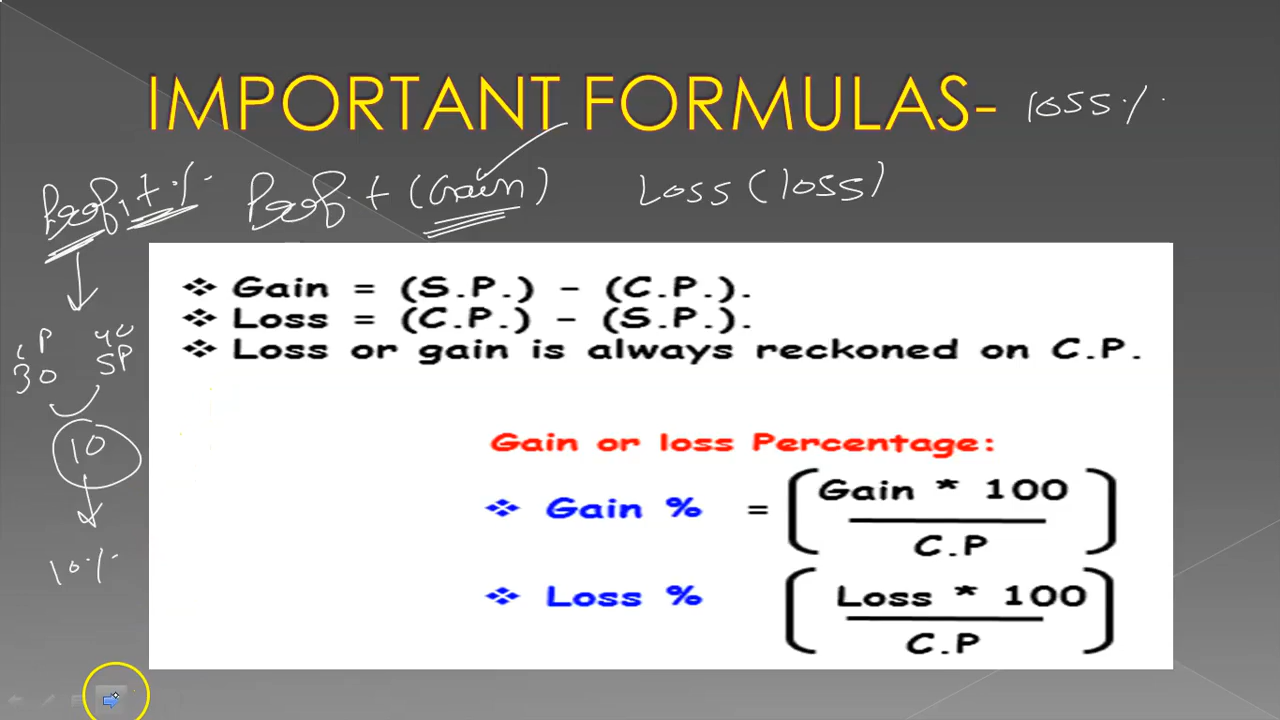 IMPORTANT FORMULAS- loss%
Profit% Profit (Gain) Loss (loss)
❖ Gain = (S.P.) - (C.P.).
❖ Loss = (C.P.) - (S.P.).
❖ Loss or gain is always reckoned on C.P.
CP 40
30 SP
10
10%
Gain or loss Percentage:
❖ Gain % = (Gain * 100
C.P)
❖ Loss % (Loss * 100
C.P)